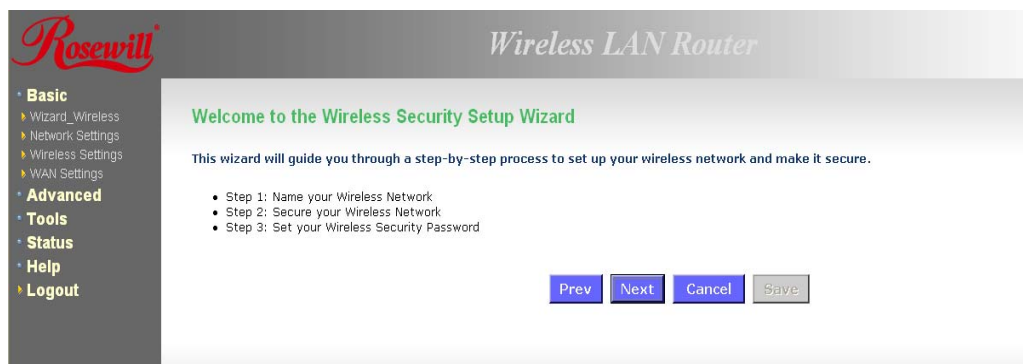 Rosewill
Wireless LAN Router
Basic
Wizard_Wireless
Network Settings
Wireless Settings
WAN Settings
Advanced
Tools
Status
Help
Logout
Welcome to the Wireless Security Setup Wizard
This wizard will guide you through a step-by-step process to set up your wireless network and make it secure.
Step 1: Name your Wireless Network
Step 2: Secure your Wireless Network
Step 3: Set your Wireless Security Password
Prev Next Cancel Save